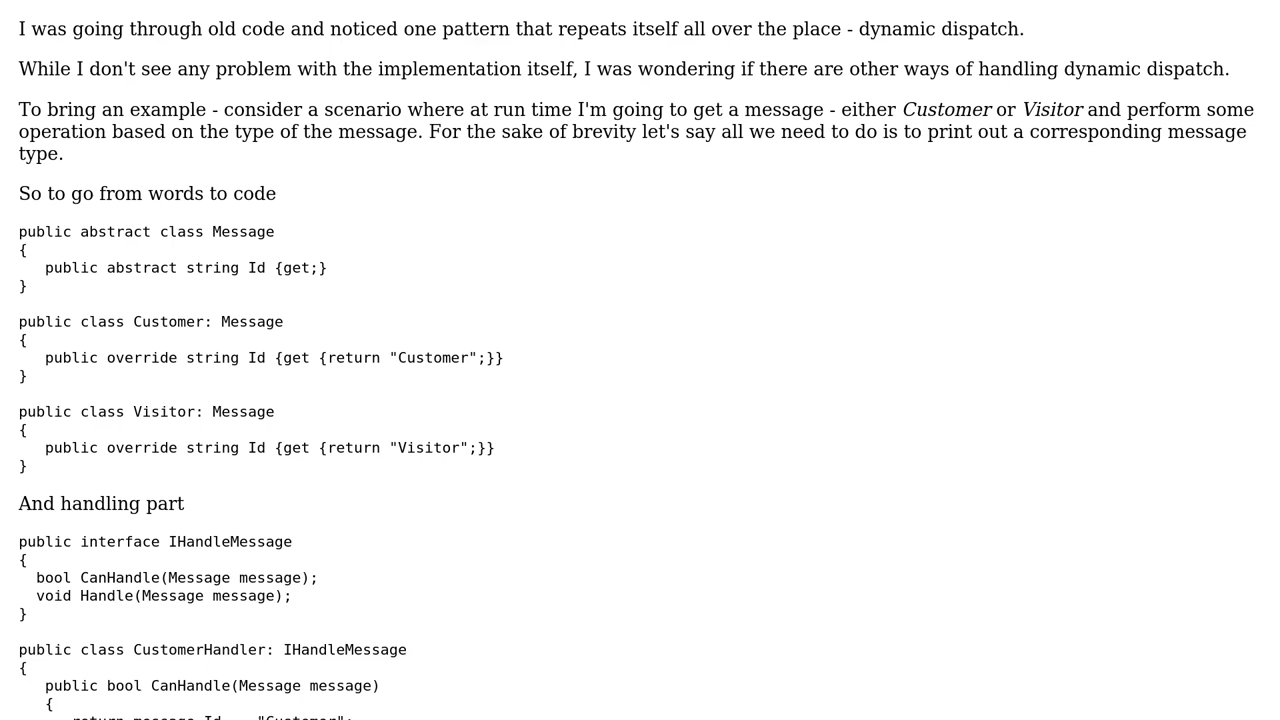 I was going through old code and noticed one pattern that repeats itself all over the place - dynamic dispatch.
While I don't see any problem with the implementation itself, I was wondering if there are other ways of handling dynamic dispatch.
To bring an example - consider a scenario where at run time I'm going to get a message - either Customer or Visitor and perform some
operation based on the type of the message. For the sake of brevity let's say all we need to do is to print out a corresponding message
type.
So to go from words to code
public abstract class Message
{
   public abstract string Id {get;}
}
public class Customer: Message
{
   public override string Id {get {return "Customer";}}
}
public class Visitor: Message
{
   public override string Id {get {return "Visitor";}}
}
And handling part
public interface IHandleMessage
{
  bool CanHandle(Message message);
  void Handle(Message message);
}
public class CustomerHandler: IHandleMessage
{
   public bool CanHandle(Message message)
   {
      return message.Id == "Customer";